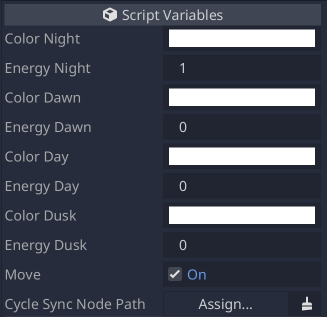 Script Variables
Color Night
Energy Night 1
Color Dawn
Energy Dawn 0
Color Day
Energy Day 0
Color Dusk
Energy Dusk 0
Move On
Cycle Sync Node Path Assign...